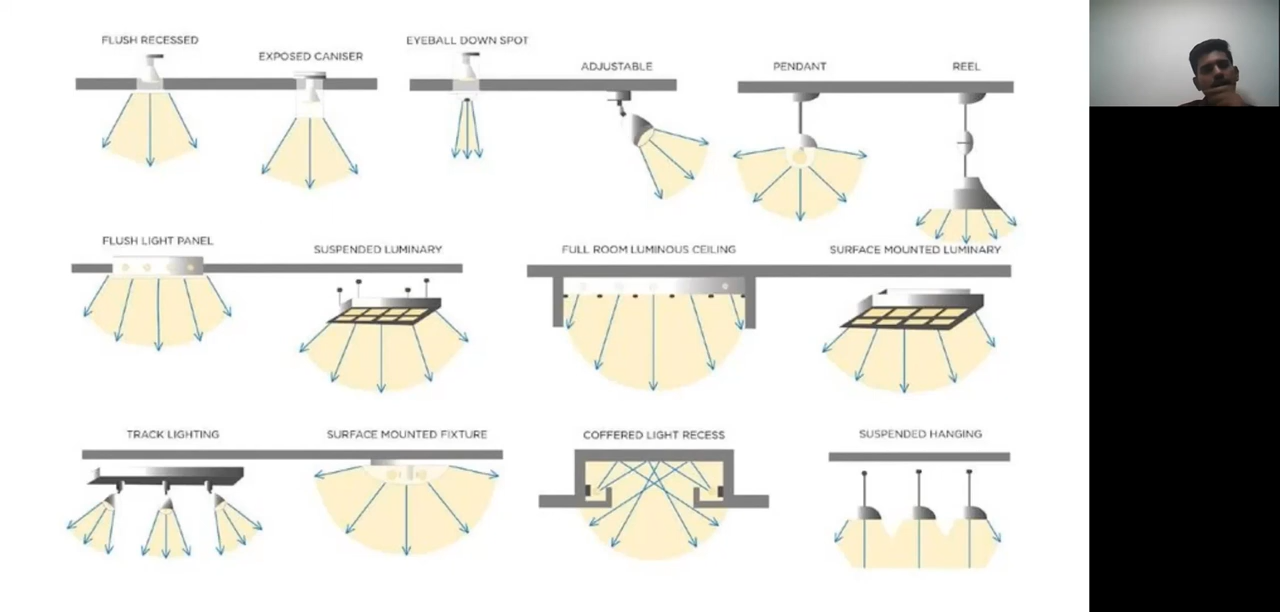 FLUSH RECESSED
EXPOSED CANISER
EYEBALL DOWN SPOT
ADJUSTABLE
PENDANT
REEL
FLUSH LIGHT PANEL
SUSPENDED LUMINARY
FULL ROOM LUMINOUS CEILING
SURFACE MOUNTED LUMINARY
TRACK LIGHTING
SURFACE MOUNTED FIXTURE
COFFERED LIGHT RECESS
SUSPENDED HANGING